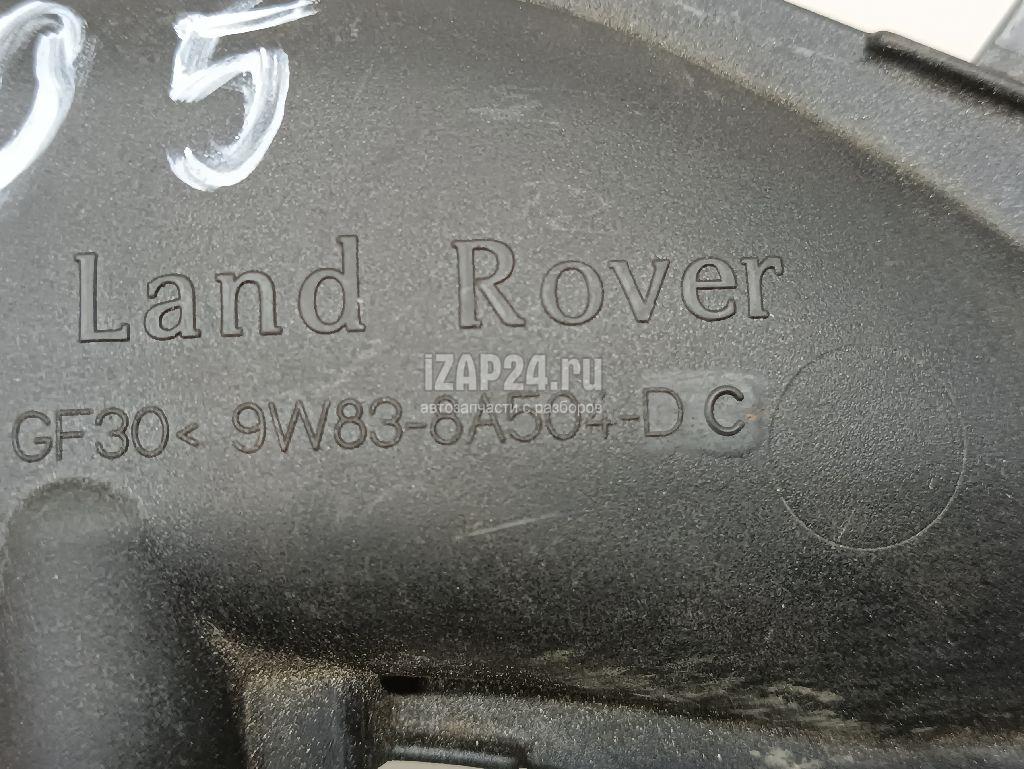 05
Land Rover
iZAP24.ru
автозапчасти с разборов
GF30< 9W83-8A504-DC